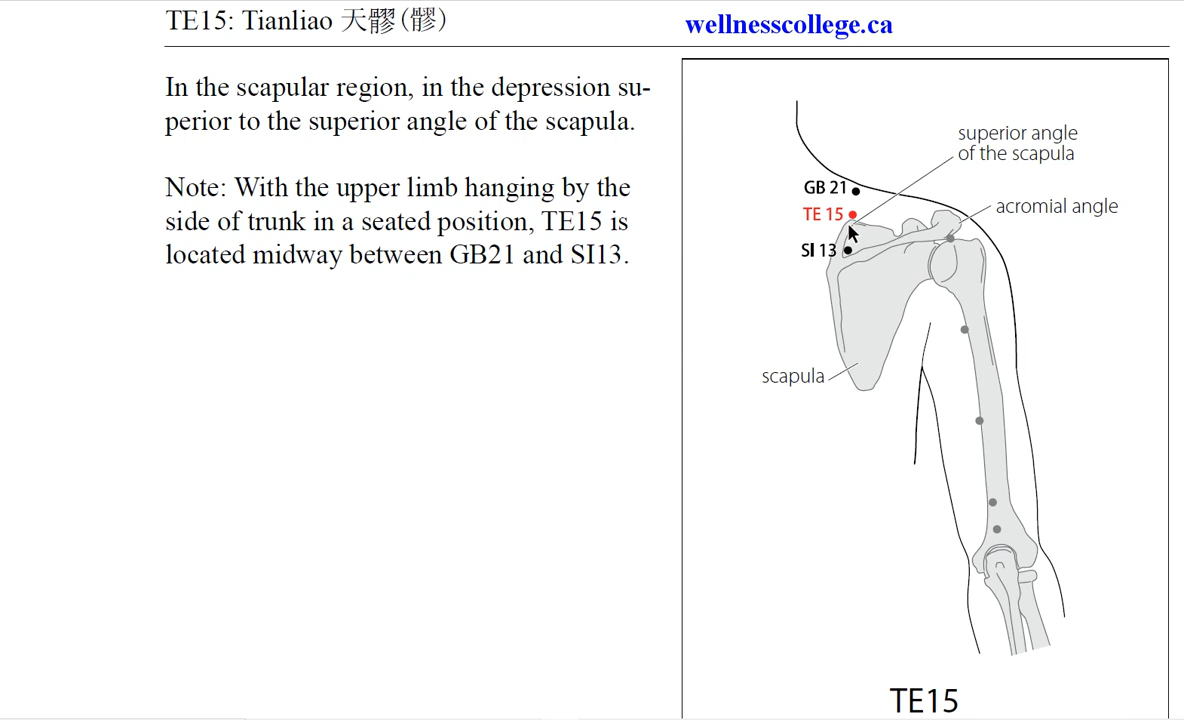 TE15: Tianliao 天髎(髎)
wellnesscollege.ca
In the scapular region, in the depression su-
perior to the superior angle of the scapula.
Note: With the upper limb hanging by the
side of trunk in a seated position, TE15 is
located midway between GB21 and SI13.
superior angle
of the scapula
GB 21
TE 15
acromial angle
SI 13
scapula
TE15